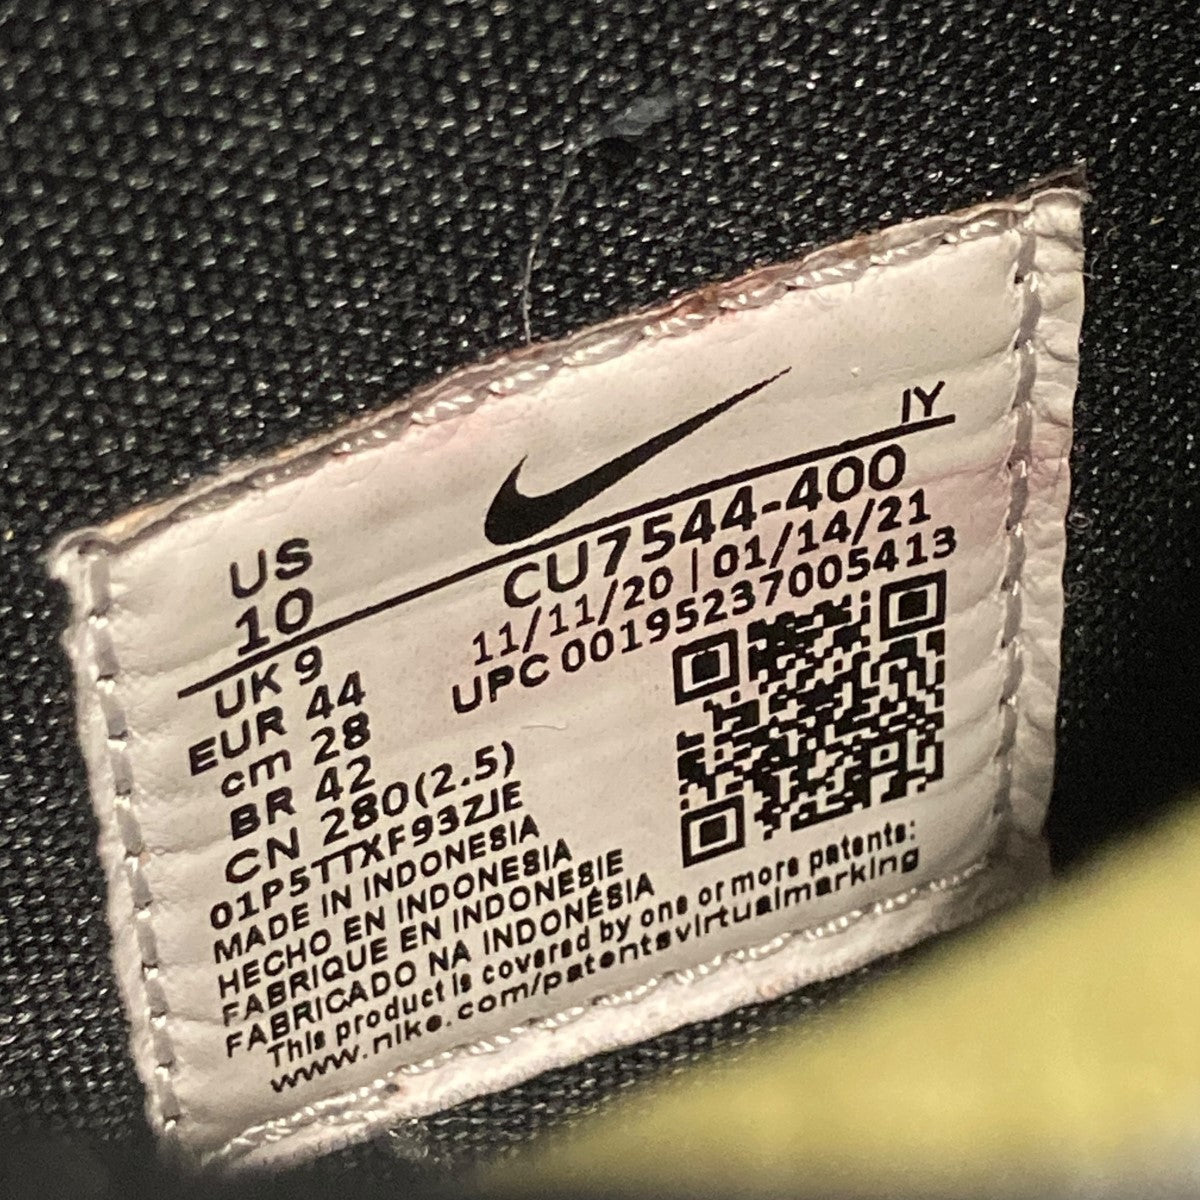 IY
US
10
CU7544-400
11/11/20 | 01/14/21
UPC 00195237005413
UK 9
EUR 44
cm 28
BR 42
CN 280(2.5)
01P5TTXF93ZJE
MADE IN INDONESIA
HECHO EN INDONESIA
FABRIQUE EN INDONESIE
FABRICADO NA INDONÉSIA
This product is covered by one or more patents:
www.nike.com/patentsvirtualmarking